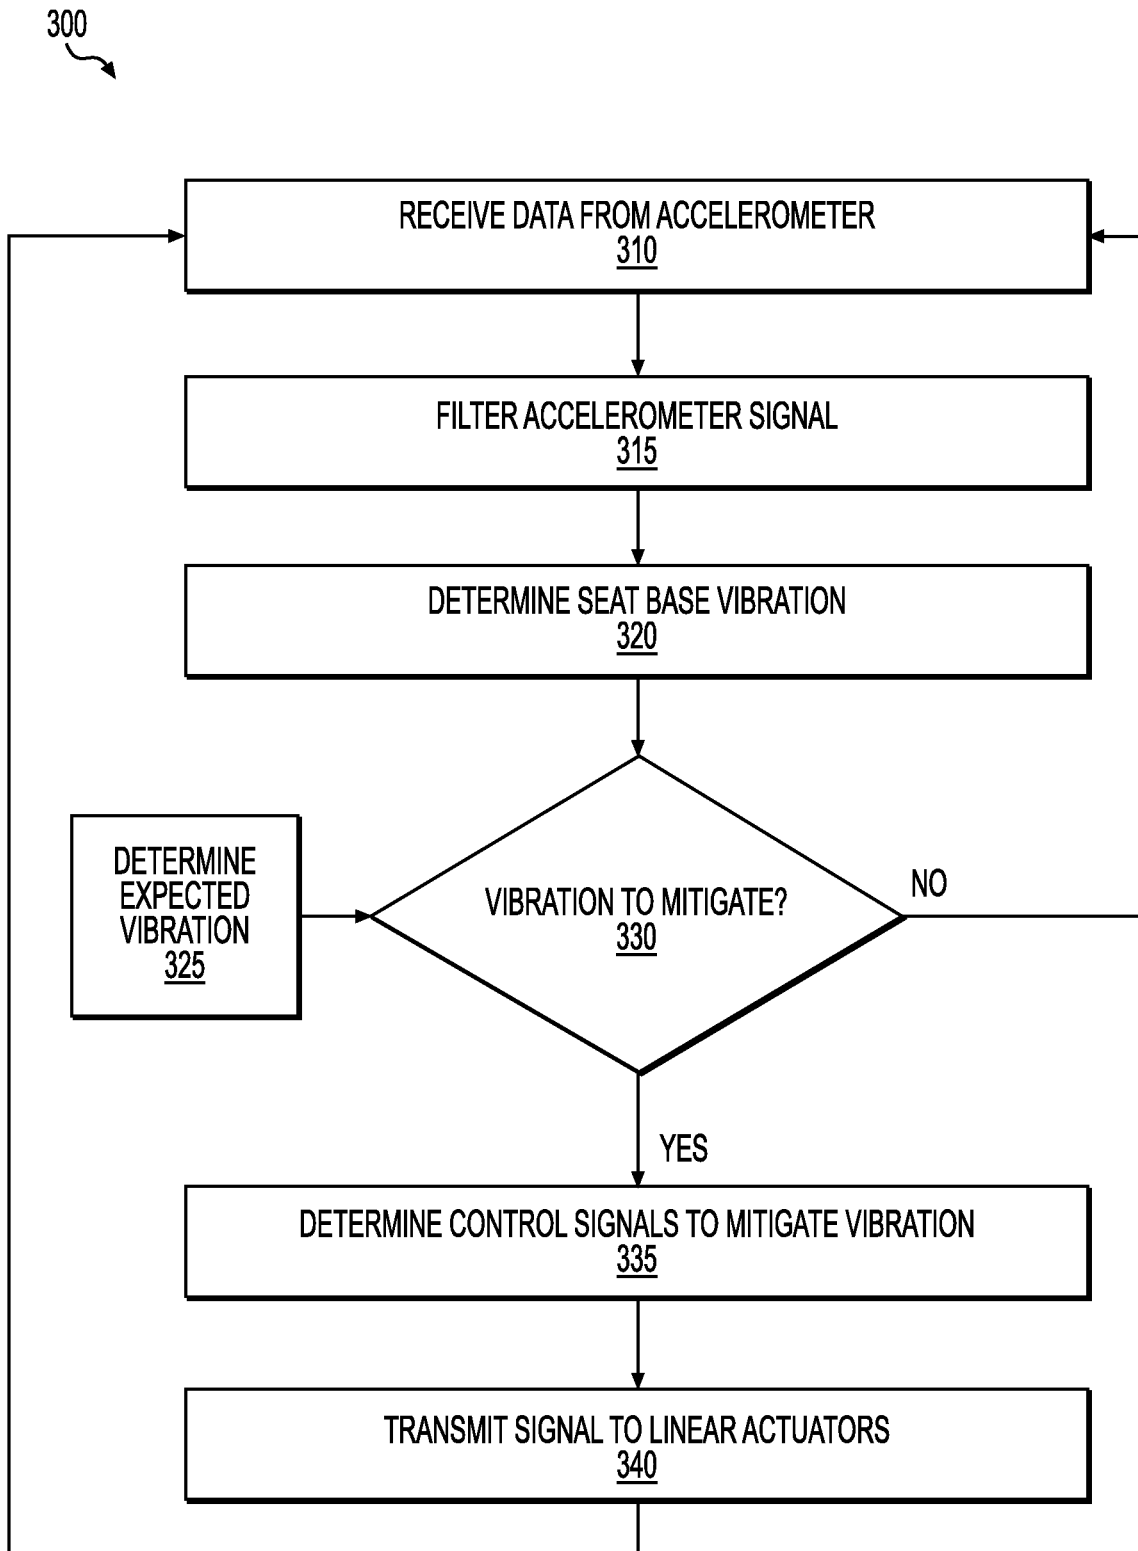 300
RECEIVE DATA FROM ACCELEROMETER
310
FILTER ACCELEROMETER SIGNAL
315
DETERMINE SEAT BASE VIBRATION
320
DETERMINE
EXPECTED
VIBRATION
325
VIBRATION TO MITIGATE?
330
NO
YES
DETERMINE CONTROL SIGNALS TO MITIGATE VIBRATION
335
TRANSMIT SIGNAL TO LINEAR ACTUATORS
340